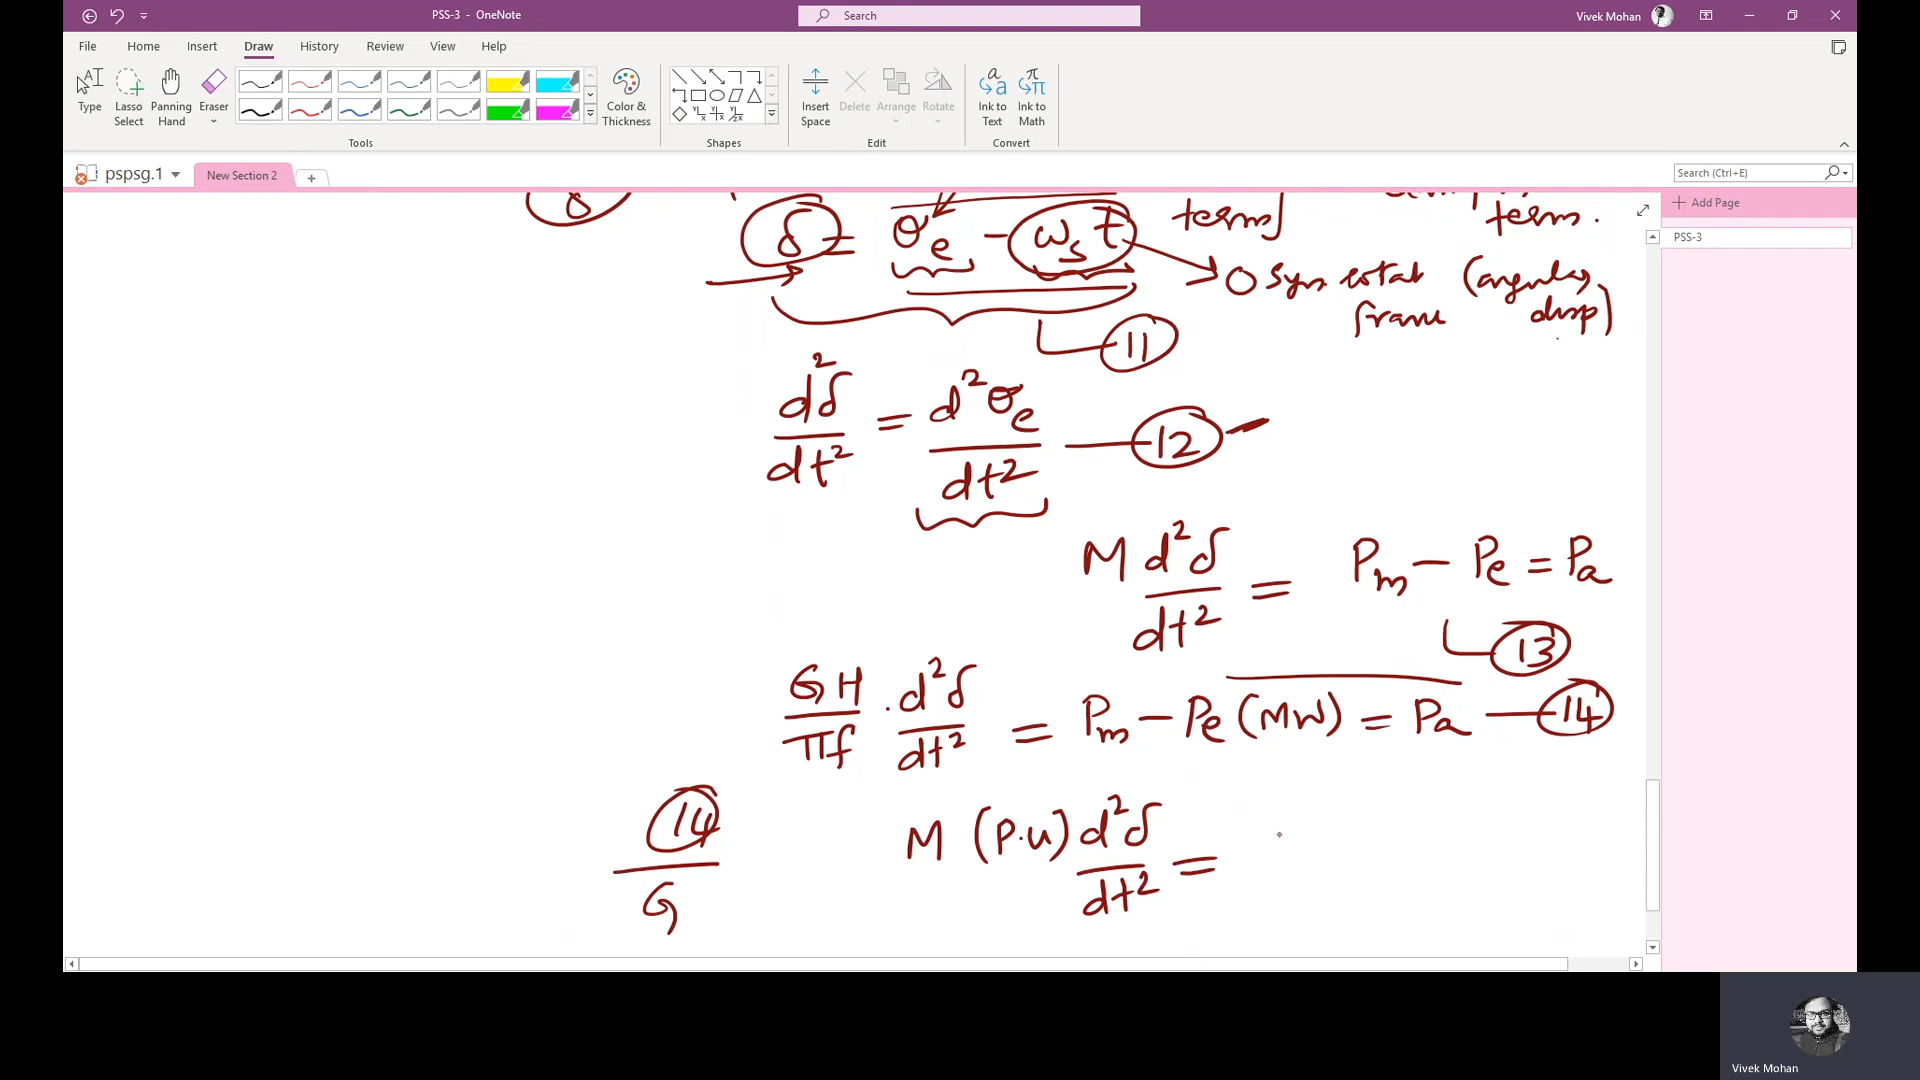 PSS-3 - OneNote
Search
Vivek Mohan
File Home Insert Draw History Review View Help
Type
Lasso Select
Panning Hand
Eraser
Color & Thickness
Insert Space
Delete
Arrange
Rotate
Ink to Text
Ink to Math
Tools
Shapes
Edit
Convert
pspsg.1
New Section 2
Search (Ctrl+E)
Add Page
PSS-3
δ = θe − ωs t
term]
term.
Syn. rotat frame (angular disp)
11
d²δ/dt² = d²θe/dt² — 12
M d²δ/dt² = Pm − Pe = Pa
13
GH/πf . d²δ/dt² = Pm − Pe (MW) = Pa — 14
14/G
M (P.u) d²δ/dt² =
Vivek Mohan